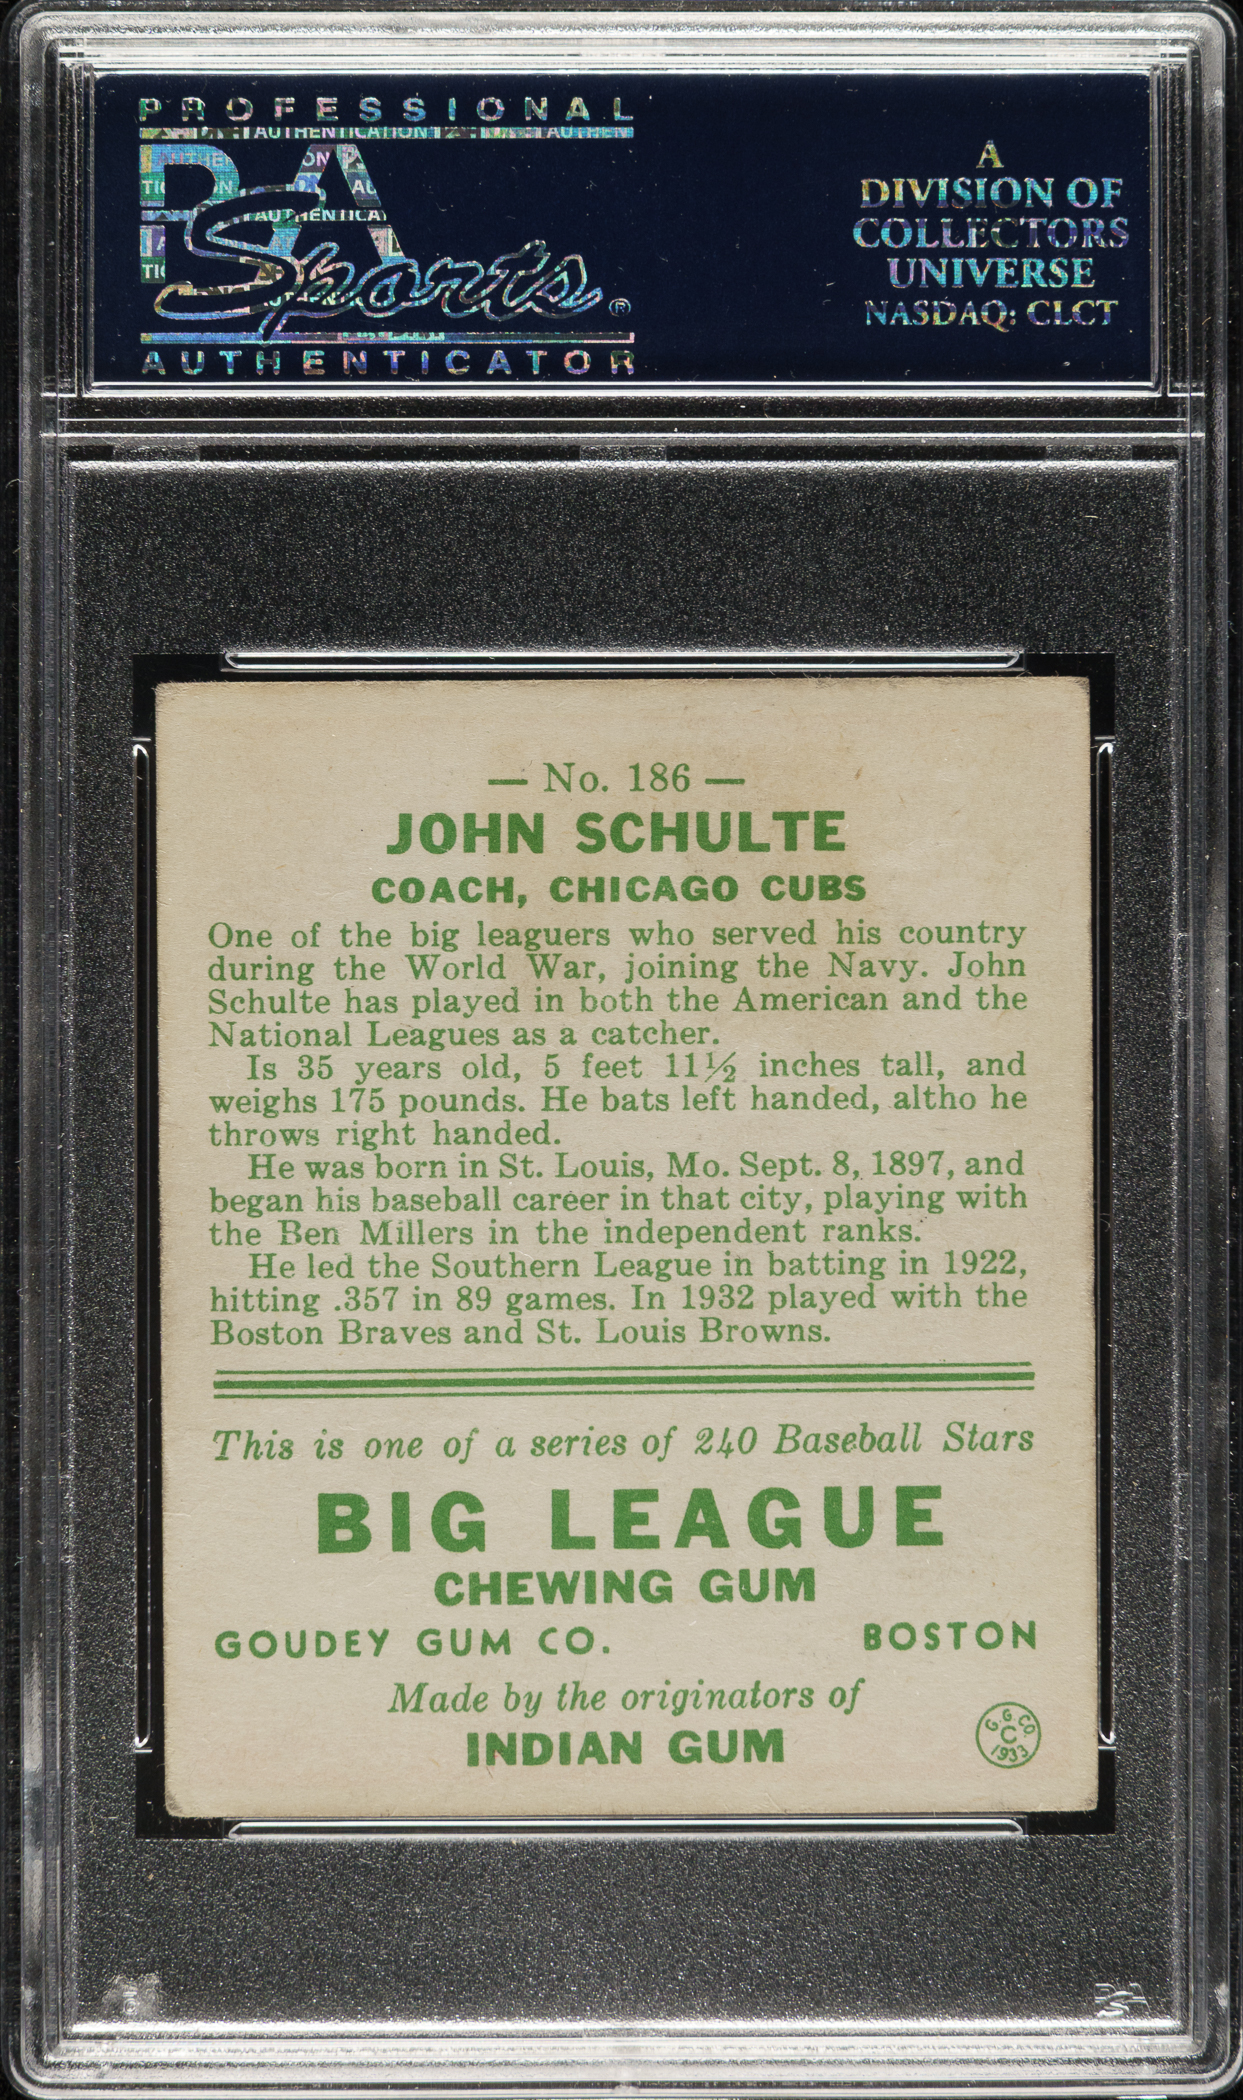 PROFESSIONAL
PSA
Sports®
AUTHENTICATOR
A
DIVISION OF
COLLECTORS
UNIVERSE
NASDAQ: CLCT
— No. 186 —
JOHN SCHULTE
COACH, CHICAGO CUBS
One of the big leaguers who served his country
during the World War, joining the Navy. John
Schulte has played in both the American and the
National Leagues as a catcher.
Is 35 years old, 5 feet 11½ inches tall, and
weighs 175 pounds. He bats left handed, altho he
throws right handed.
He was born in St. Louis, Mo. Sept. 8, 1897, and
began his baseball career in that city, playing with
the Ben Millers in the independent ranks.
He led the Southern League in batting in 1922,
hitting .357 in 89 games. In 1932 played with the
Boston Braves and St. Louis Browns.
This is one of a series of 240 Baseball Stars
BIG LEAGUE
CHEWING GUM
GOUDEY GUM CO. BOSTON
Made by the originators of
INDIAN GUM
G. G. CO.
C
1933
PSA